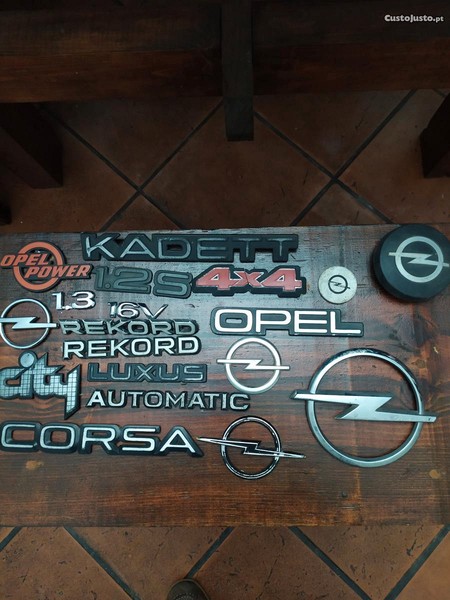 CustoJusto.pt
KADETT
OPEL POWER
1.2S
4x4
1.3
16V
REKORD
OPEL
REKORD
city
LUXUS
AUTOMATIC
CORSA